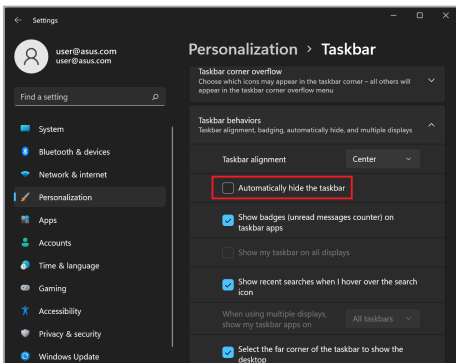 Settings
user@asus.com
user@asus.com
Find a setting
System
Bluetooth & devices
Network & internet
Personalization
Apps
Accounts
Time & language
Gaming
Accessibility
Privacy & security
Windows Update
Personalization > Taskbar
Taskbar corner overflow
Choose which icons may appear in the taskbar corner – all others will
appear in the taskbar corner overflow menu
Taskbar behaviors
Taskbar alignment, badging, automatically hide, and multiple displays
Taskbar alignment
Center
Automatically hide the taskbar
Show badges (unread messages counter) on
taskbar apps
Show my taskbar on all displays
Show recent searches when I hover over the search
icon
When using multiple displays,
show my taskbar apps on
All taskbars
Select the far corner of the taskbar to show the
desktop